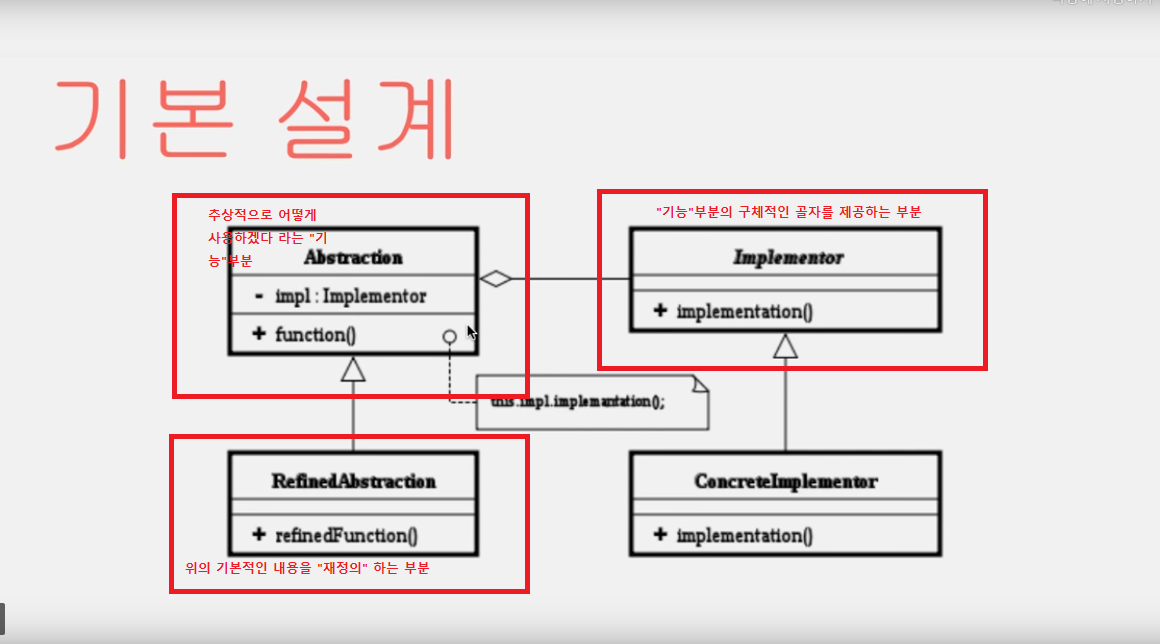 기본 설계
추상적으로 어떻게
사용하겠다 라는 "기
능"부분
Abstraction
- impl : Implementor
+ function()
"기능"부분의 구체적인 골자를 제공하는 부분
Implementor
+ implementation()
this.impl.implemantation();
RefinedAbstraction
+ refinedFunction()
위의 기본적인 내용을 "재정의" 하는 부분
ConcreteImplementor
+ implementation()